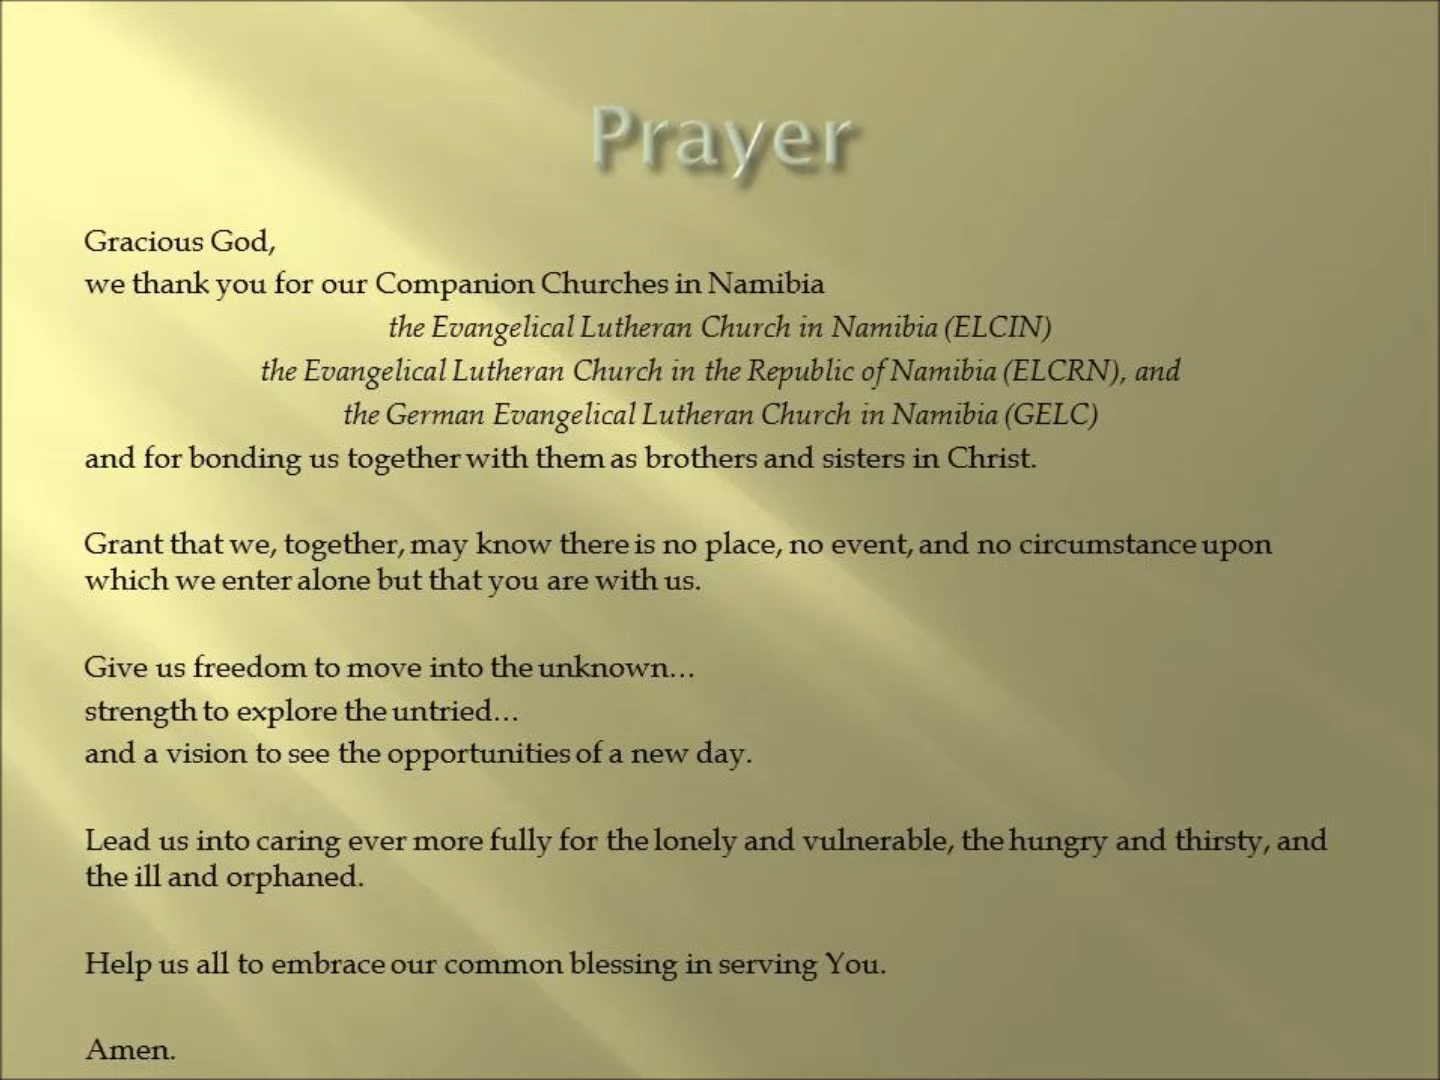 Prayer
Gracious God,
we thank you for our Companion Churches in Namibia
the Evangelical Lutheran Church in Namibia (ELCIN)
the Evangelical Lutheran Church in the Republic of Namibia (ELCRN), and
the German Evangelical Lutheran Church in Namibia (GELC)
and for bonding us together with them as brothers and sisters in Christ.
Grant that we, together, may know there is no place, no event, and no circumstance upon
which we enter alone but that you are with us.
Give us freedom to move into the unknown…
strength to explore the untried…
and a vision to see the opportunities of a new day.
Lead us into caring ever more fully for the lonely and vulnerable, the hungry and thirsty, and
the ill and orphaned.
Help us all to embrace our common blessing in serving You.
Amen.